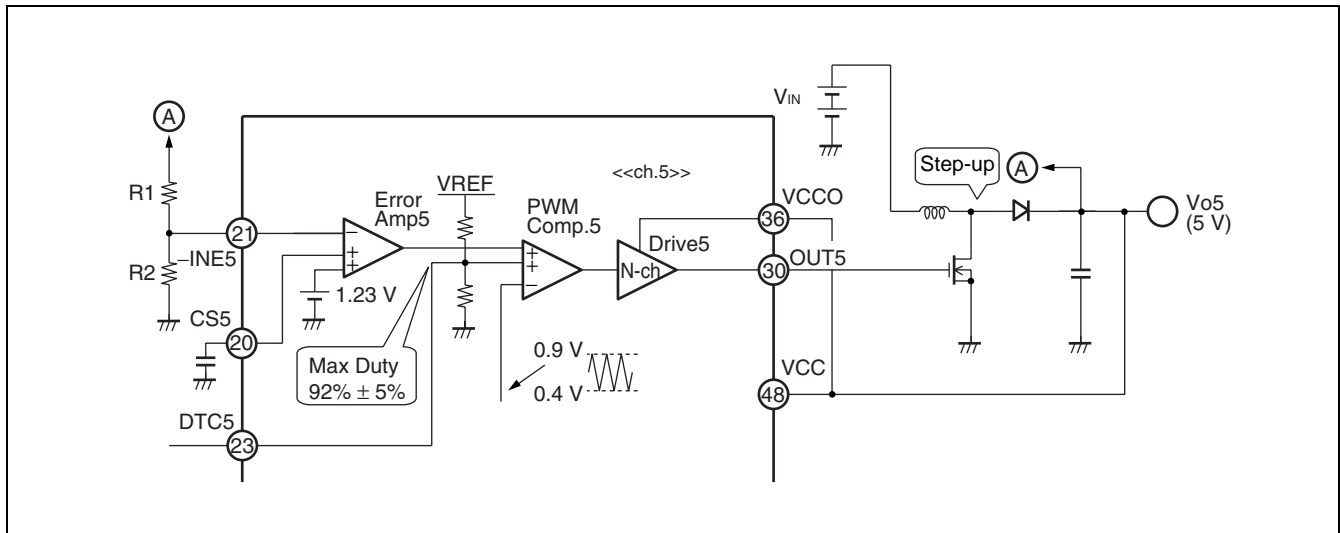 A
R1
R2
21
–INE5
CS5
20
DTC5
23
Error
Amp5
1.23 V
Max Duty
92% ± 5%
VREF
PWM
Comp.5
0.9 V
0.4 V
<<ch.5>>
N-ch
Drive5
VCCO
36
OUT5
30
VCC
48
VIN
Step-up
A
Vo5
(5 V)